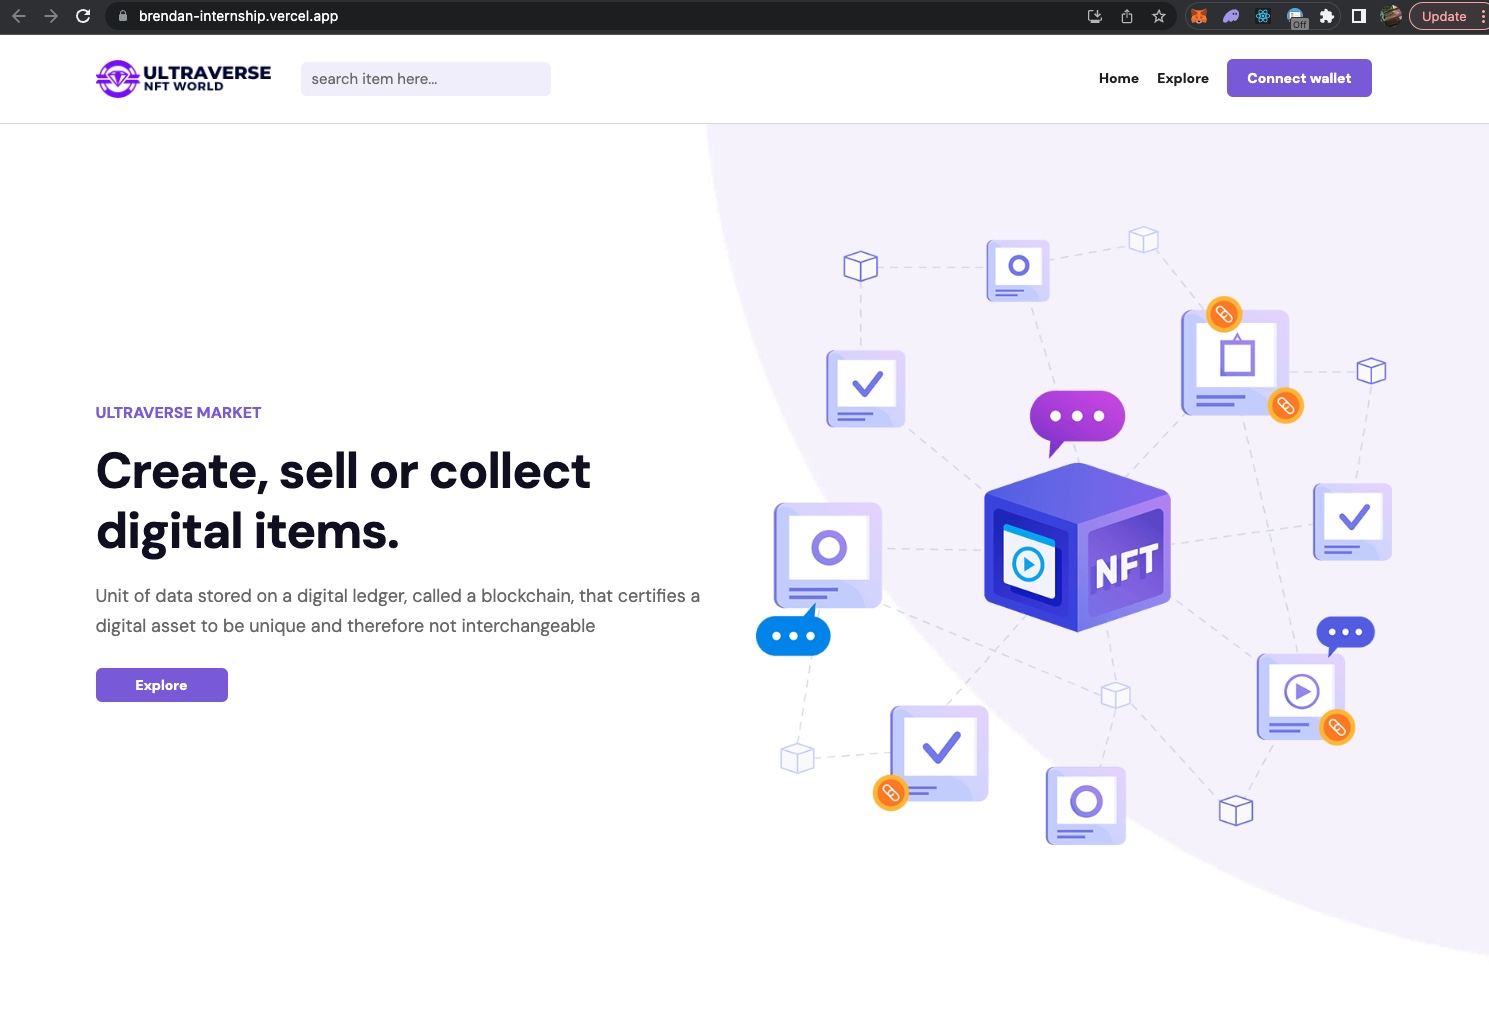 brendan-internship.vercel.app
Off
Update
ULTRAVERSE
NFT WORLD
search item here...
Home
Explore
Connect wallet
ULTRAVERSE MARKET
Create, sell or collect
digital items.
Unit of data stored on a digital ledger, called a blockchain, that certifies a
digital asset to be unique and therefore not interchangeable
Explore
NFT